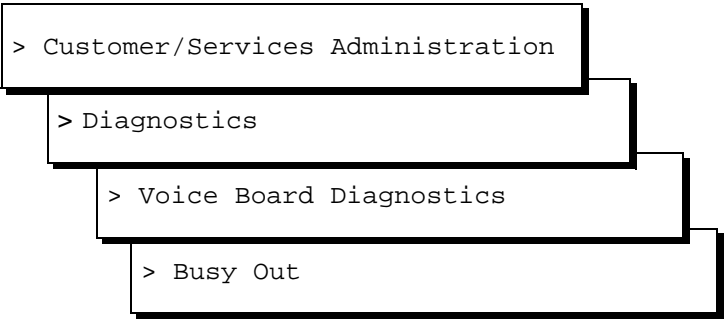 > Customer/Services Administration
> Diagnostics
> Voice Board Diagnostics
> Busy Out